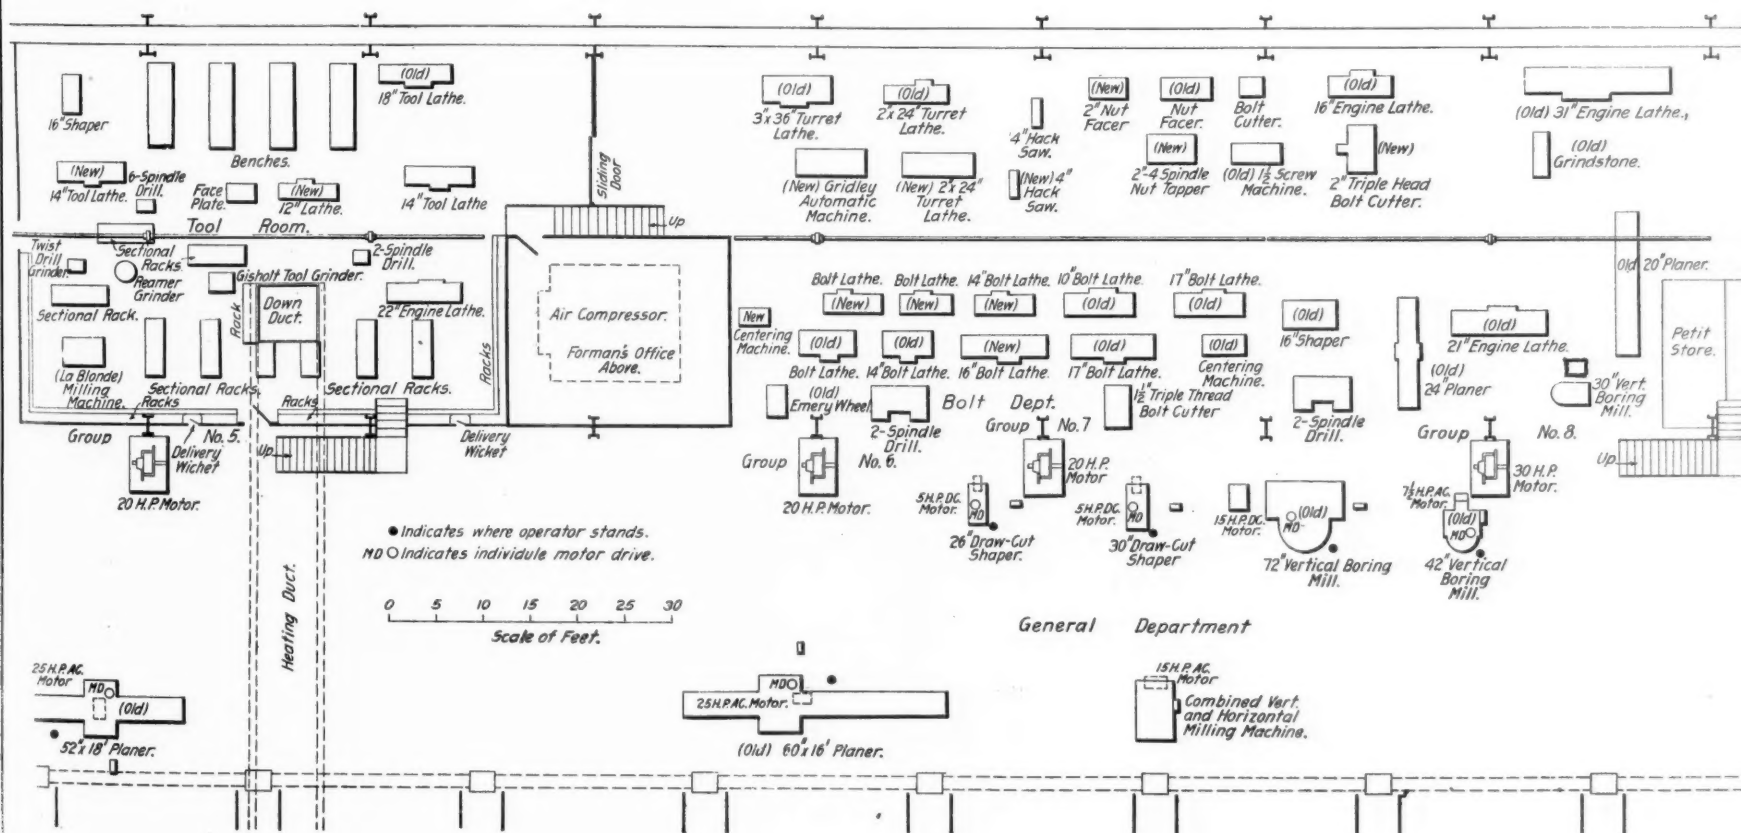 16" Shaper
Benches.
(Old)
18" Tool Lathe.
(New)
14" Tool Lathe.
6-Spindle
Drill.
Face
Plate.
(New)
12" Lathe.
14" Tool Lathe
Sliding
Door
Up
Tool Room.
(Old)
3"x 36" Turret
Lathe.
(Old)
2"x 24" Turret
Lathe.
4" Hack
Saw.
(New)
2" Nut
Facer
(Old)
Nut
Facer.
Bolt
Cutter.
(Old)
16" Engine Lathe.
(Old) 31" Engine Lathe.
(New) Gridley
Automatic
Machine.
(New) 2"x 24"
Turret
Lathe.
(New) 4"
Hack
Saw.
(New)
2"-4 Spindle
Nut Tapper
(Old) 1½ Screw
Machine.
(New)
2" Triple Head
Bolt Cutter.
(Old)
Grindstone.
Twist
Drill
Grinder
Sectional
Racks.
Reamer
Grinder
Gisholt Tool Grinder.
2-Spindle
Drill.
Sectional Rack.
Rack
Down
Duct.
22" Engine Lathe.
(La Blonde)
Milling
Machine.
Sectional Racks.
Sectional Racks.
Racks
Racks
Racks
Air Compressor.
Forman's Office
Above.
New
Centering
Machine.
Bolt Lathe.
(New)
Bolt Lathe.
(New)
14" Bolt Lathe.
(New)
10" Bolt Lathe.
(Old)
17" Bolt Lathe.
(Old)
(Old)
Bolt Lathe.
(Old)
14" Bolt Lathe.
(New)
16" Bolt Lathe.
(Old)
17" Bolt Lathe.
(Old)
Centering
Machine.
(Old)
16" Shaper
(Old)
24" Planer
(Old)
21" Engine Lathe.
Old 20" Planer.
Petit
Store.
30" Vert.
Boring
Mill.
(Old)
Emery Wheel
2-Spindle
Drill.
Bolt Dept.
1½" Triple Thread
Bolt Cutter
2-Spindle
Drill.
Group No. 5.
Delivery
Wicket
Up
Delivery
Wicket
20 H.P. Motor.
Group No. 6.
20 H.P. Motor.
Group No. 7
20 H.P.
Motor
Group No. 8.
30 H.P.
Motor.
Up
5 H.P. DC.
Motor.
MD
26" Draw-Cut
Shaper.
5 H.P. DC.
Motor.
MD
30" Draw-Cut
Shaper
15 H.P. DC.
Motor.
(Old)
MD
72" Vertical Boring
Mill.
7½ H.P. AC.
Motor.
(Old)
MD
42" Vertical
Boring
Mill.
Indicates where operator stands.
MD Indicates individule motor drive.
0 5 10 15 20 25 30
Scale of Feet.
Heating Duct.
General Department
25 H.P. AC.
Motor
MD
(Old)
52" x 18' Planer.
MD
25 H.P. AC. Motor.
(Old) 60" x 16' Planer.
15 H.P. AC.
Motor
Combined Vert.
and Horizontal
Milling Machine.